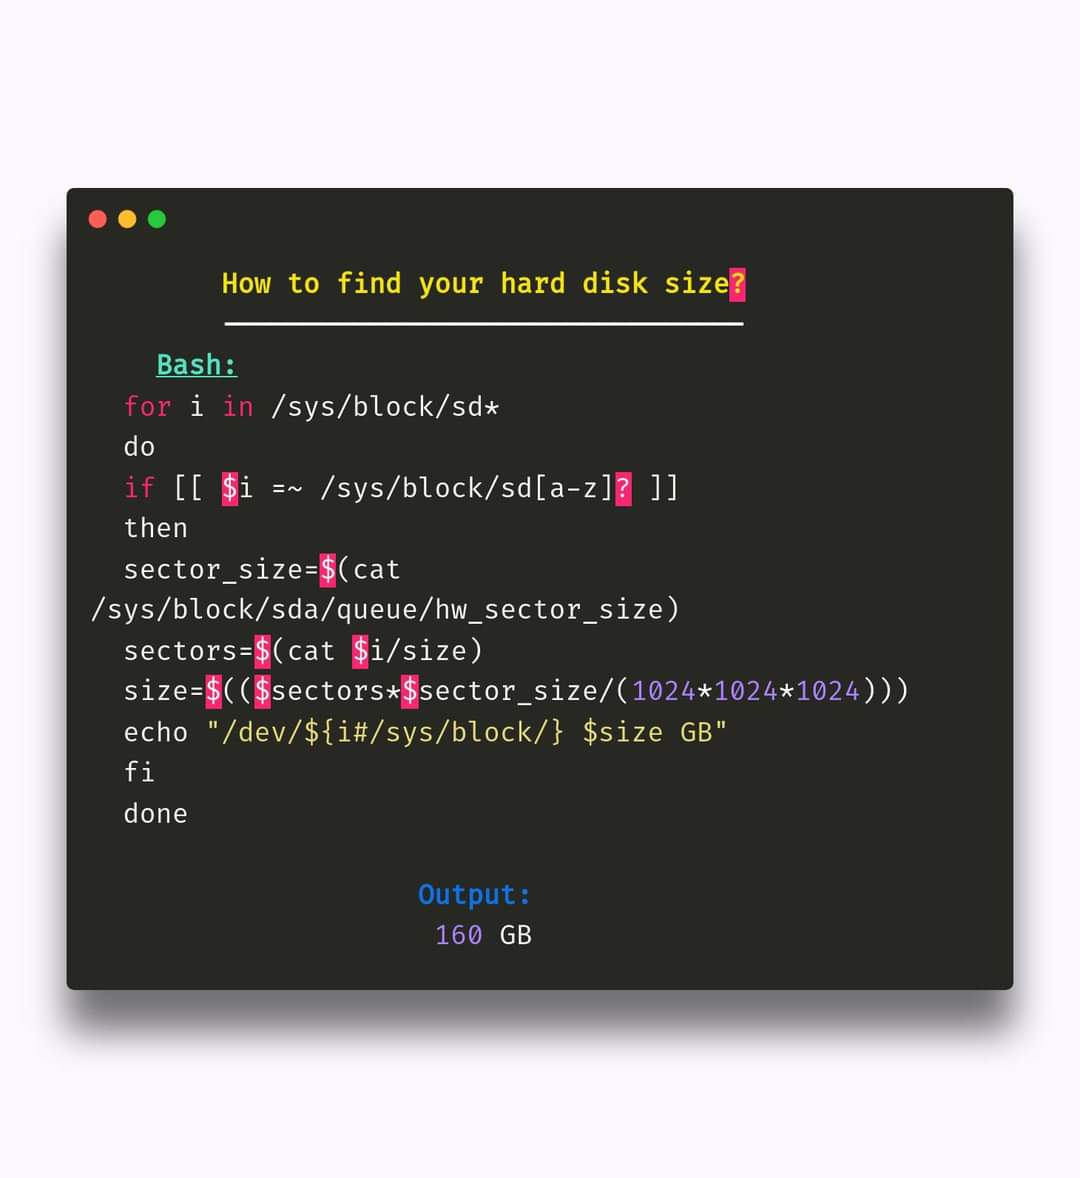 How to find your hard disk size?
Bash:
for i in /sys/block/sd*
do
if [[ $i =~ /sys/block/sd[a-z]? ]]
then
sector_size=$(cat
/sys/block/sda/queue/hw_sector_size)
sectors=$(cat $i/size)
size=$(($sectors*$sector_size/(1024*1024*1024)))
echo "/dev/${i#/sys/block/} $size GB"
fi
done
Output:
160 GB